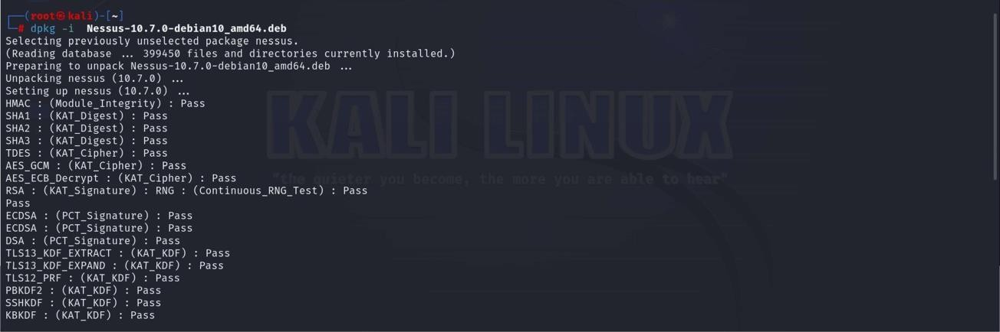 ┌──(root㉿kali)-[~]
└─# dpkg -i  Nessus-10.7.0-debian10_amd64.deb
Selecting previously unselected package nessus.
(Reading database ... 399450 files and directories currently installed.)
Preparing to unpack Nessus-10.7.0-debian10_amd64.deb ...
Unpacking nessus (10.7.0) ...
Setting up nessus (10.7.0) ...
HMAC : (Module_Integrity) : Pass
SHA1 : (KAT_Digest) : Pass
SHA2 : (KAT_Digest) : Pass
SHA3 : (KAT_Digest) : Pass
TDES : (KAT_Cipher) : Pass
AES_GCM : (KAT_Cipher) : Pass
AES_ECB_Decrypt : (KAT_Cipher) : Pass
RSA : (KAT_Signature) : RNG : (Continuous_RNG_Test) : Pass
Pass
ECDSA : (PCT_Signature) : Pass
ECDSA : (PCT_Signature) : Pass
DSA : (PCT_Signature) : Pass
TLS13_KDF_EXTRACT : (KAT_KDF) : Pass
TLS13_KDF_EXPAND : (KAT_KDF) : Pass
TLS12_PRF : (KAT_KDF) : Pass
PBKDF2 : (KAT_KDF) : Pass
SSHKDF : (KAT_KDF) : Pass
KBKDF : (KAT_KDF) : Pass
KALI LINUX
"the quieter you become, the more you are able to hear"